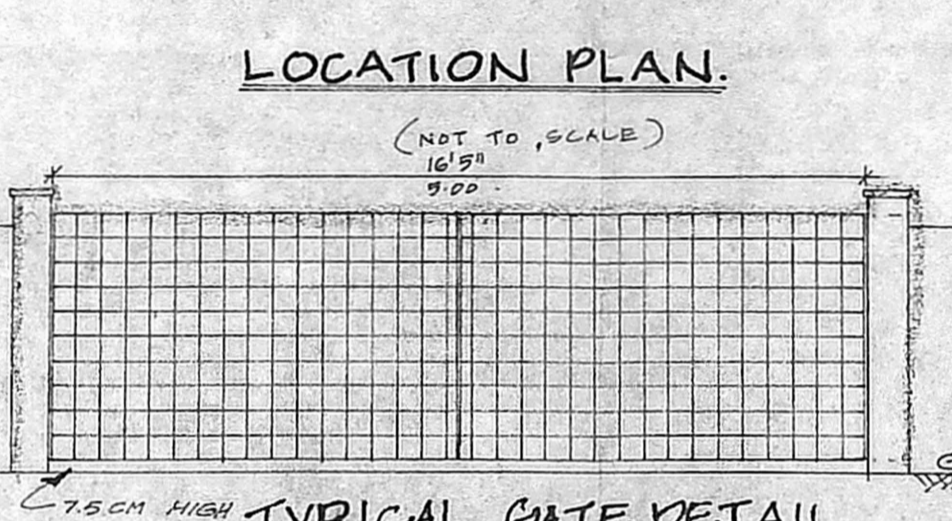 LOCATION PLAN.
(NOT TO SCALE)
16'5"
5.00
7.5 CM HIGH
TYPICAL GATE DETAIL